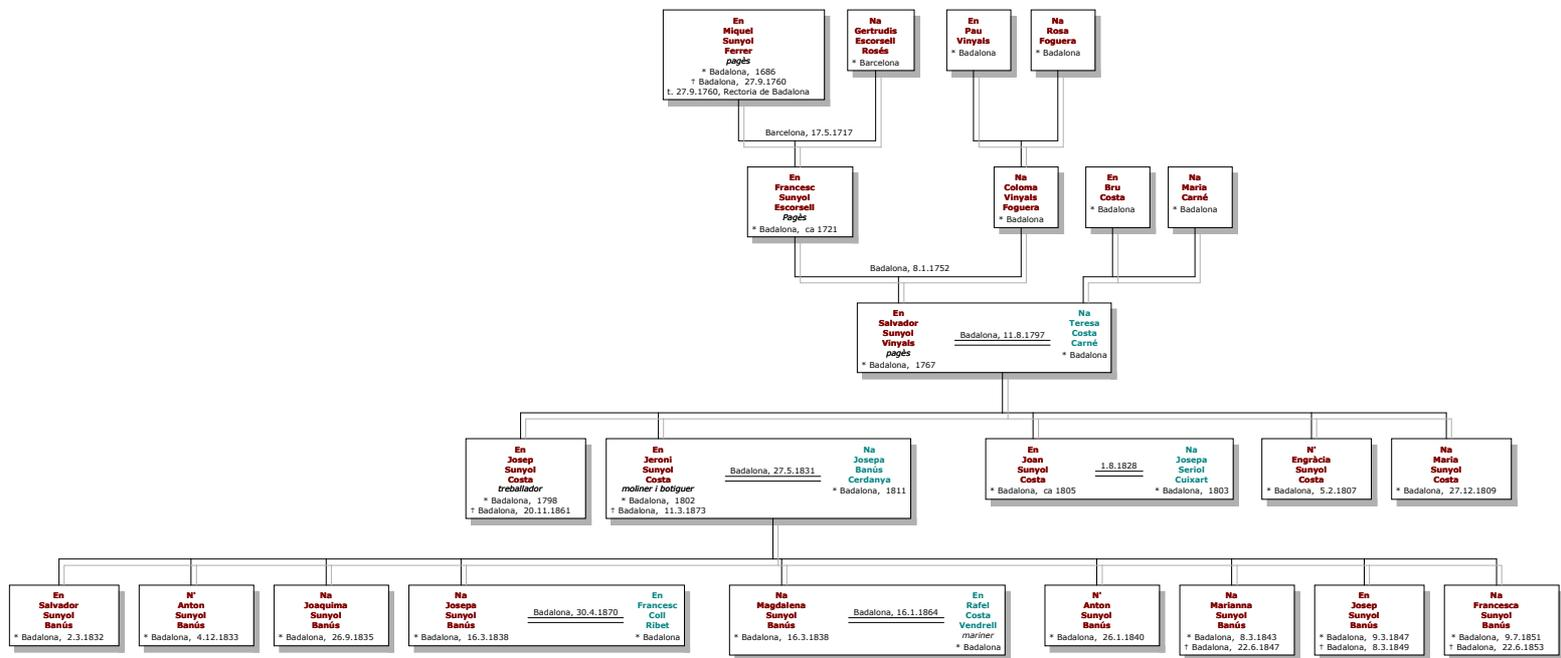 En
Miquel
Sunyol
Ferrer
pagès
* Badalona, 1686
† Badalona, 27.9.1760
t. 27.9.1760, Rectoria de Badalona
Na
Gertrudis
Escorsell
Rosés
* Barcelona
En
Pau
Vinyals
* Badalona
Na
Rosa
Foguera
* Badalona
Barcelona, 17.5.1717
En
Francesc
Sunyol
Escorsell
Pagès
* Badalona, ca 1721
Na
Coloma
Vinyals
Foguera
* Badalona
En
Bru
Costa
* Badalona
Na
Maria
Carné
* Badalona
Badalona, 8.1.1752
En
Salvador
Sunyol
Vinyals
pagès
* Badalona, 1767
Badalona, 11.8.1797
Na
Teresa
Costa
Carné
* Badalona
En
Josep
Sunyol
Costa
treballador
* Badalona, 1798
† Badalona, 20.11.1861
En
Jeroni
Sunyol
Costa
moliner i botiguer
* Badalona, 1802
† Badalona, 11.3.1873
Badalona, 27.5.1831
Na
Josepa
Banús
Cerdanya
* Badalona, 1811
En
Joan
Sunyol
Costa
* Badalona, ca 1805
1.8.1828
Na
Josepa
Seriol
Cuixart
* Badalona, 1803
N'
Engràcia
Sunyol
Costa
* Badalona, 5.2.1807
Na
Maria
Sunyol
Costa
* Badalona, 27.12.1809
En
Salvador
Sunyol
Banús
* Badalona, 2.3.1832
N'
Anton
Sunyol
Banús
* Badalona, 4.12.1833
Na
Joaquima
Sunyol
Banús
* Badalona, 26.9.1835
Na
Josepa
Sunyol
Banús
* Badalona, 16.3.1838
Badalona, 30.4.1870
En
Francesc
Coll
Ribet
* Badalona
Na
Magdalena
Sunyol
Banús
* Badalona, 16.3.1838
Badalona, 16.1.1864
En
Rafel
Costa
Vendrell
mariner
* Badalona
N'
Anton
Sunyol
Banús
* Badalona, 26.1.1840
Na
Marianna
Sunyol
Banús
* Badalona, 8.3.1843
† Badalona, 22.6.1847
En
Josep
Sunyol
Banús
* Badalona, 9.3.1847
† Badalona, 8.3.1849
Na
Francesca
Sunyol
Banús
* Badalona, 9.7.1851
† Badalona, 22.6.1853